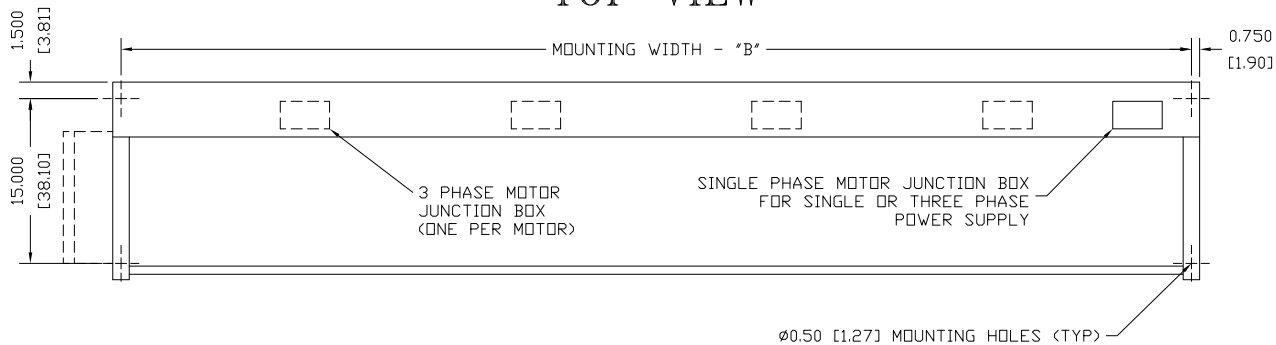 TOP VIEW
1.500
[3.81]
MOUNTING WIDTH - "B"
0.750
[1.90]
15.000
[38.10]
3 PHASE MOTOR
JUNCTION BOX
(ONE PER MOTOR)
SINGLE PHASE MOTOR JUNCTION BOX
FOR SINGLE OR THREE PHASE
POWER SUPPLY
Ø0.50 [1.27] MOUNTING HOLES (TYP)